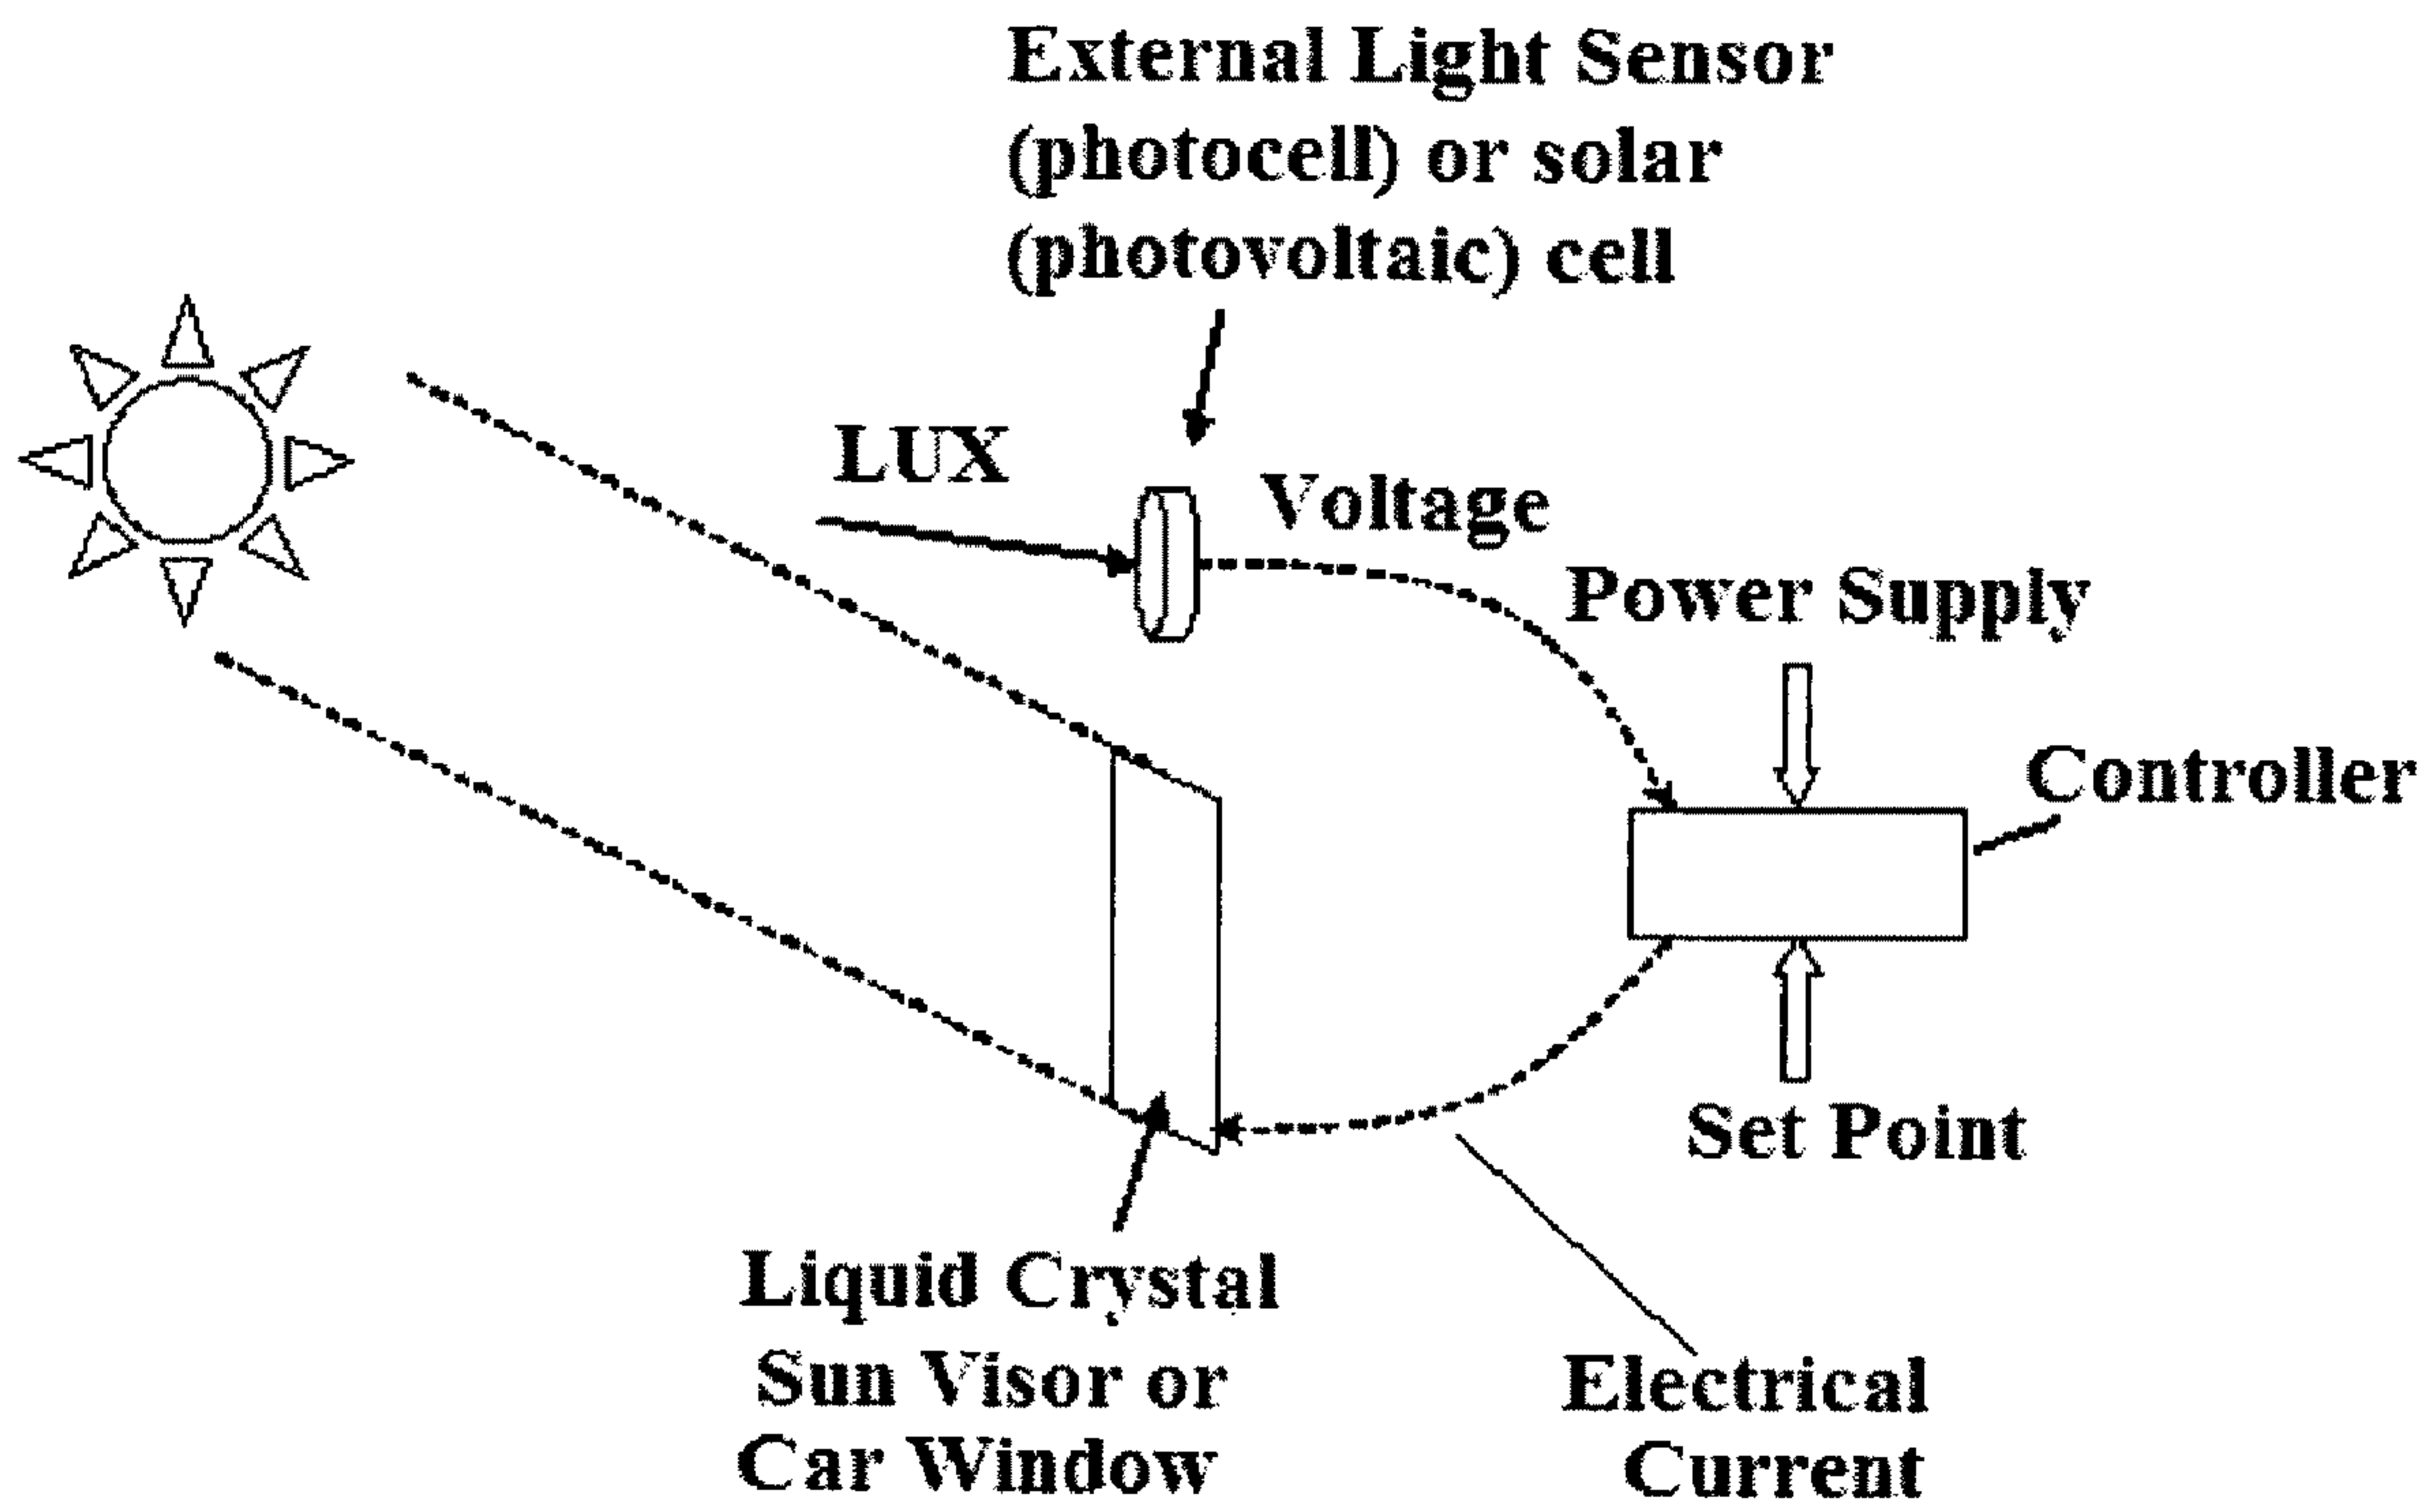 External Light Sensor
(photocell) or solar
(photovoltaic) cell
LUX
Voltage
Power Supply
Controller
Set Point
Liquid Crystal
Sun Visor or
Car Window
Electrical
Current